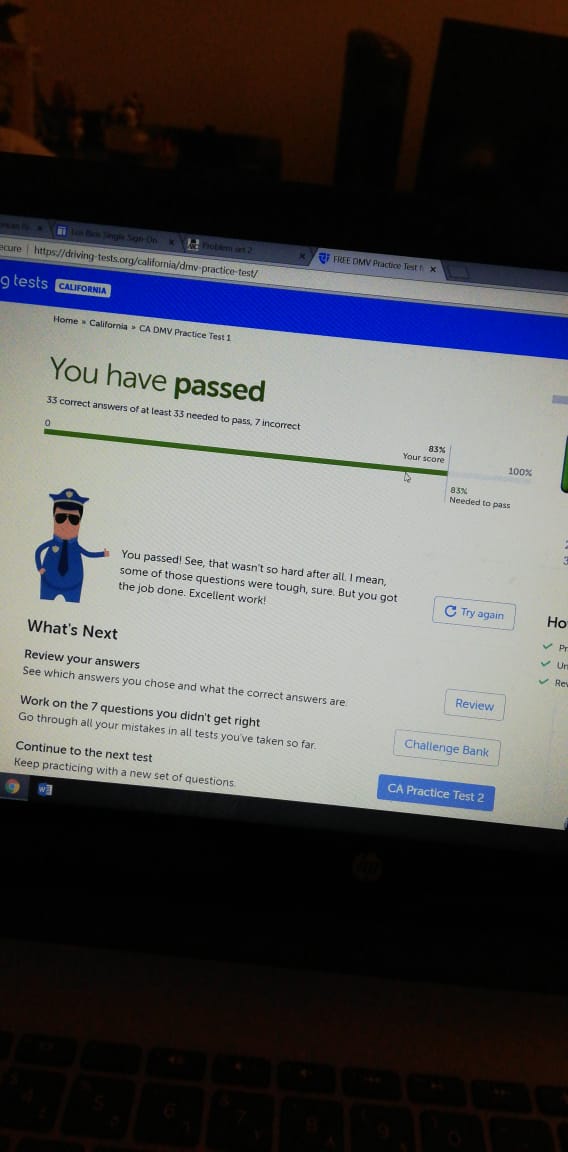 Single Sign-On
Problem set 2
FREE DMV Practice Test f
ecure | https://driving-tests.org/california/dmv-practice-test/
g tests CALIFORNIA
Home » California » CA DMV Practice Test 1
You have passed
33 correct answers of at least 33 needed to pass, 7 incorrect
0
83%
Your score
100%
83%
Needed to pass
You passed! See, that wasn't so hard after all. I mean,
some of those questions were tough, sure. But you got
the job done. Excellent work!
Try again
What's Next
Review your answers
See which answers you chose and what the correct answers are.
Review
Work on the 7 questions you didn't get right
Go through all your mistakes in all tests you've taken so far.
Challenge Bank
Continue to the next test
Keep practicing with a new set of questions.
CA Practice Test 2
Ho
Pr
Un
Rev
hp